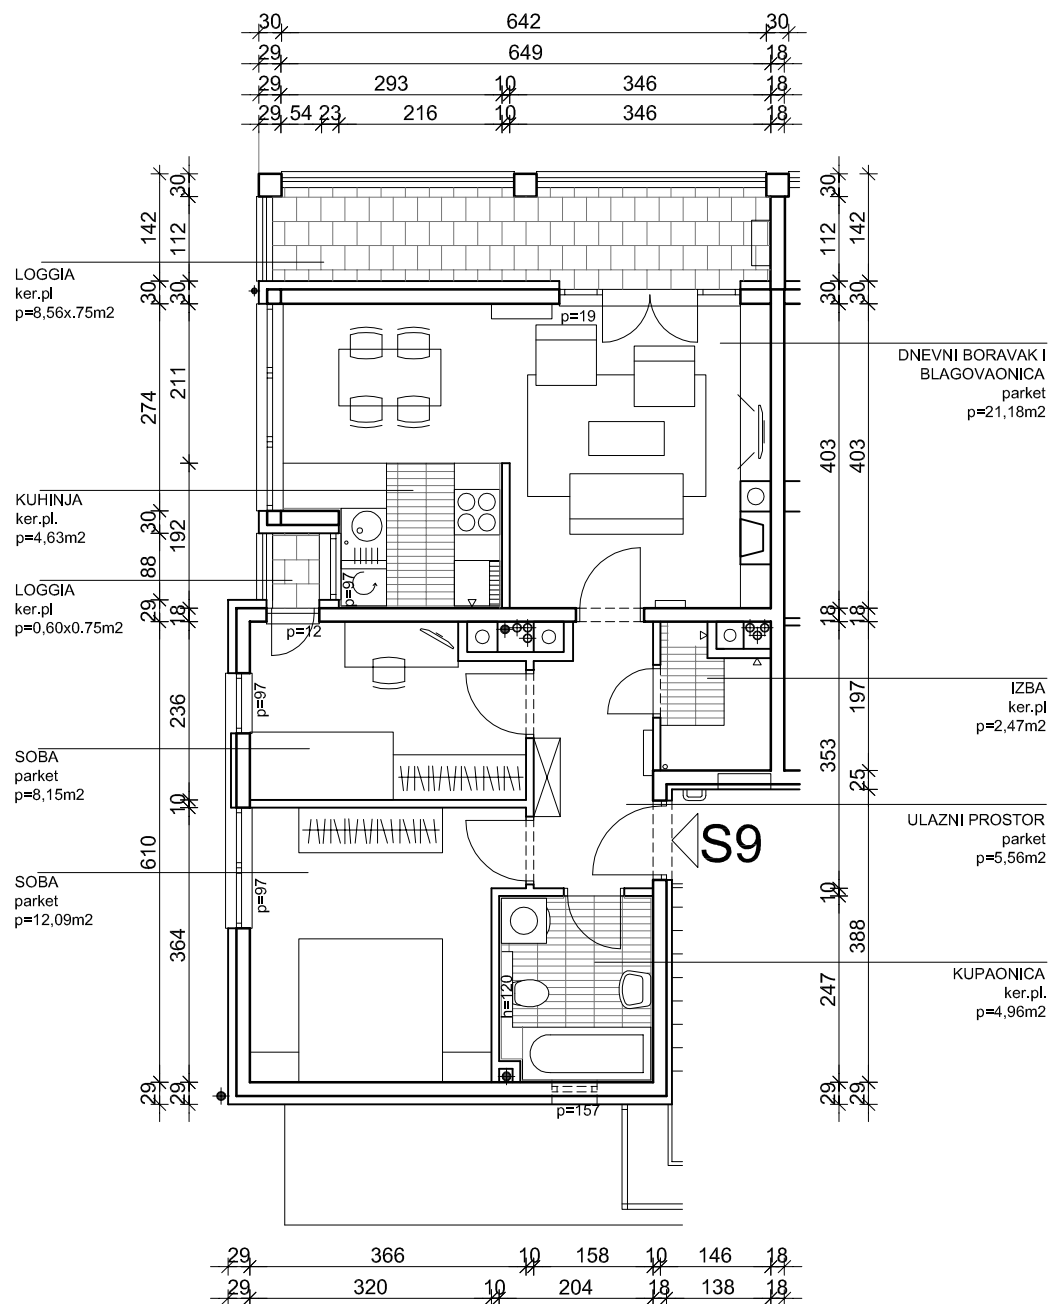 30 642 30
29 649 18
29 293 10 346 18
29 54 23 216 10 346 18
30
142
112
30
30
274
211
30
192
88
29
18
236
10
610
364
29
29
30
112
142
30
30
403
403
18
18
197
353
25
10
388
247
29
29
LOGGIA
ker.pl
p=8,56x.75m2
KUHINJA
ker.pl.
p=4,63m2
LOGGIA
ker.pl
p=0,60x0.75m2
SOBA
parket
p=8,15m2
SOBA
parket
p=12,09m2
p=19
p=97
p=12
p=97
p=97
h=120
p=157
S9
DNEVNI BORAVAK I
BLAGOVAONICA
parket
p=21,18m2
IZBA
ker.pl
p=2,47m2
ULAZNI PROSTOR
parket
p=5,56m2
KUPAONICA
ker.pl.
p=4,96m2
29 366 10 158 10 146 18
29 320 10 204 18 138 18